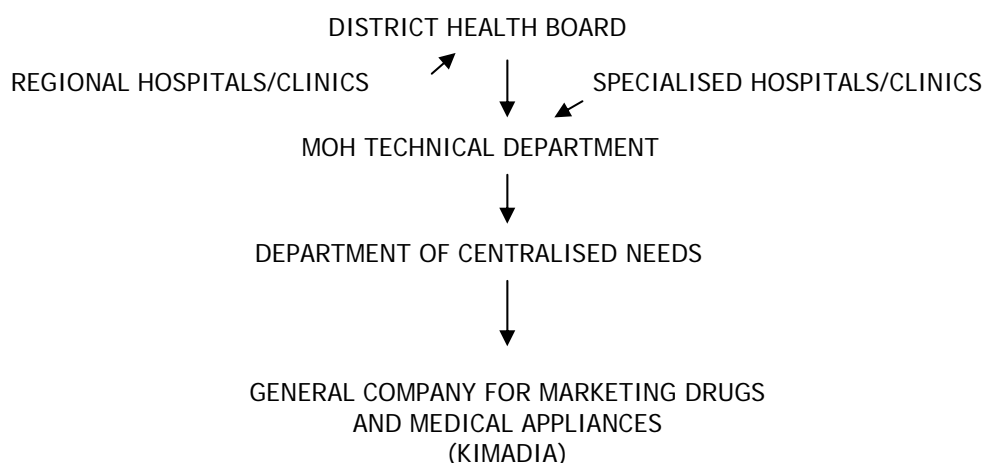 DISTRICT HEALTH BOARD
REGIONAL HOSPITALS/CLINICS
SPECIALISED HOSPITALS/CLINICS
MOH TECHNICAL DEPARTMENT
DEPARTMENT OF CENTRALISED NEEDS
GENERAL COMPANY FOR MARKETING DRUGS
AND MEDICAL APPLIANCES
(KIMADIA)